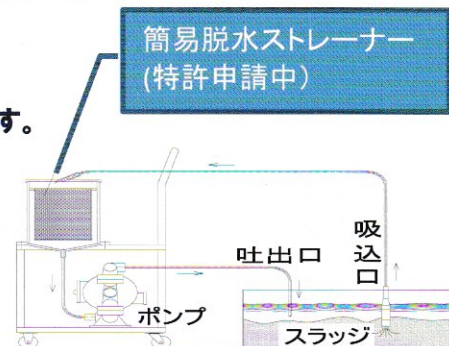 簡易脱水ストレーナー
(特許申請中）
す。
吐出口
吸込口
ポンプ
スラッジ